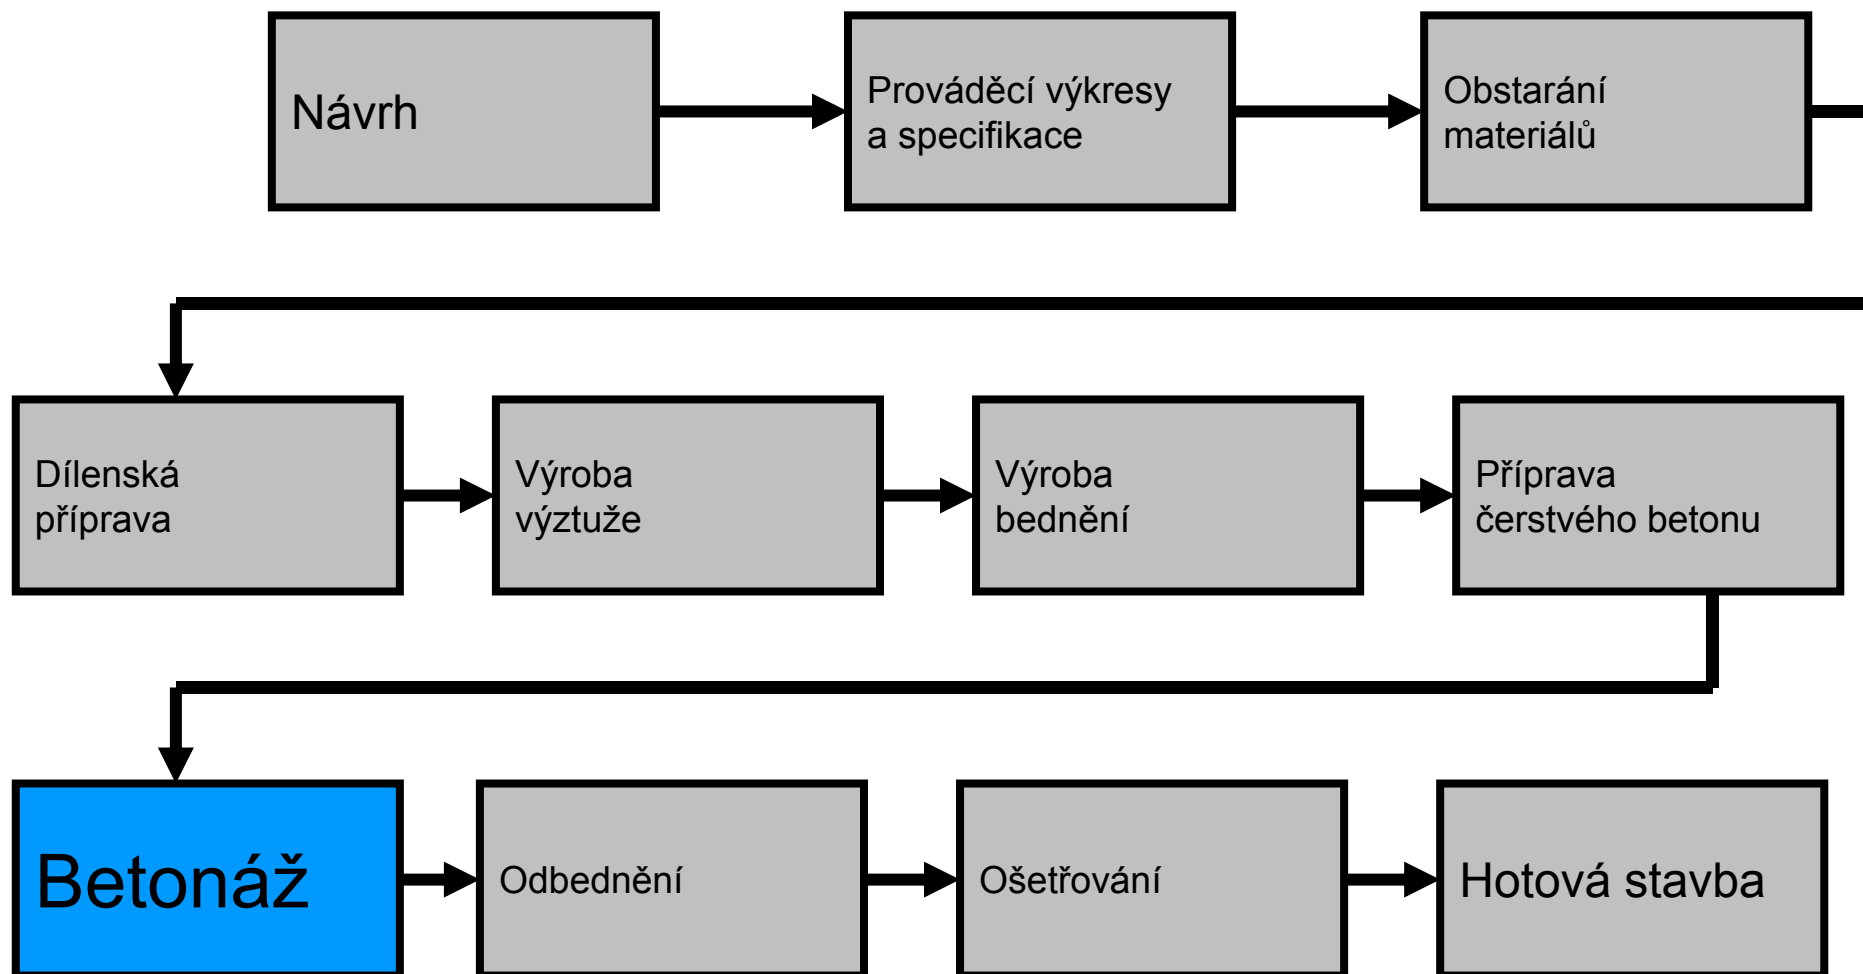 Návrh
Prováděcí výkresy
a specifikace
Obstarání
materiálů
Dílenská
příprava
Výroba
výztuže
Výroba
bednění
Příprava
čerstvého betonu
Betonáž
Odbednění
Ošetřování
Hotová stavba